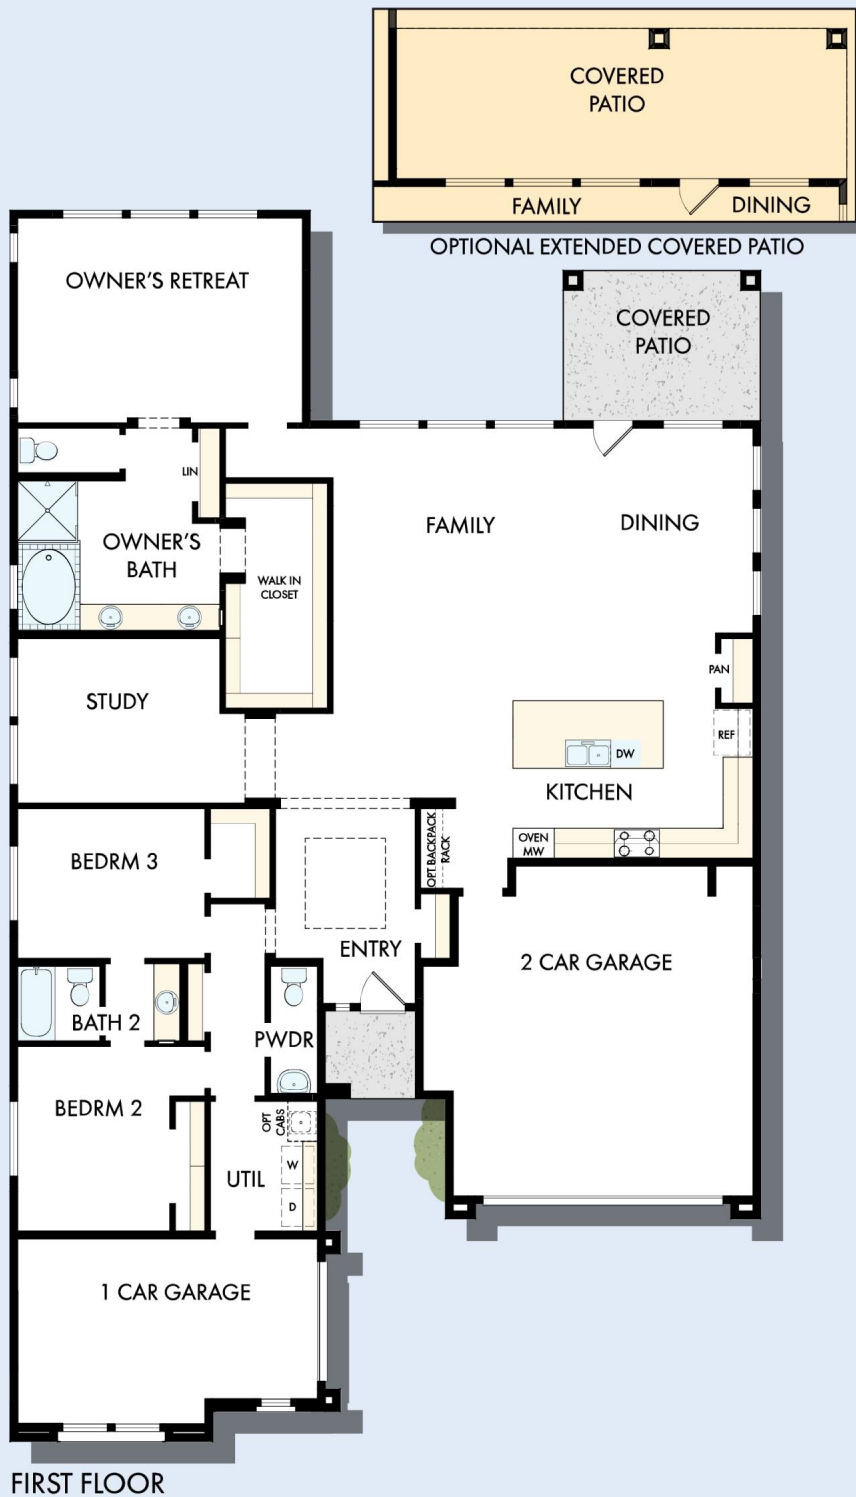 COVERED
PATIO
FAMILY
DINING
OPTIONAL EXTENDED COVERED PATIO
OWNER'S RETREAT
COVERED
PATIO
LIN
OWNER'S
BATH
WALK IN
CLOSET
FAMILY
DINING
STUDY
PAN
REF
DW
KITCHEN
OVEN
MW
OPT BACKPACK
RACK
BEDRM 3
ENTRY
2 CAR GARAGE
BATH 2
PWDR
BEDRM 2
OPT
CABS
W
UTIL
D
1 CAR GARAGE
FIRST FLOOR